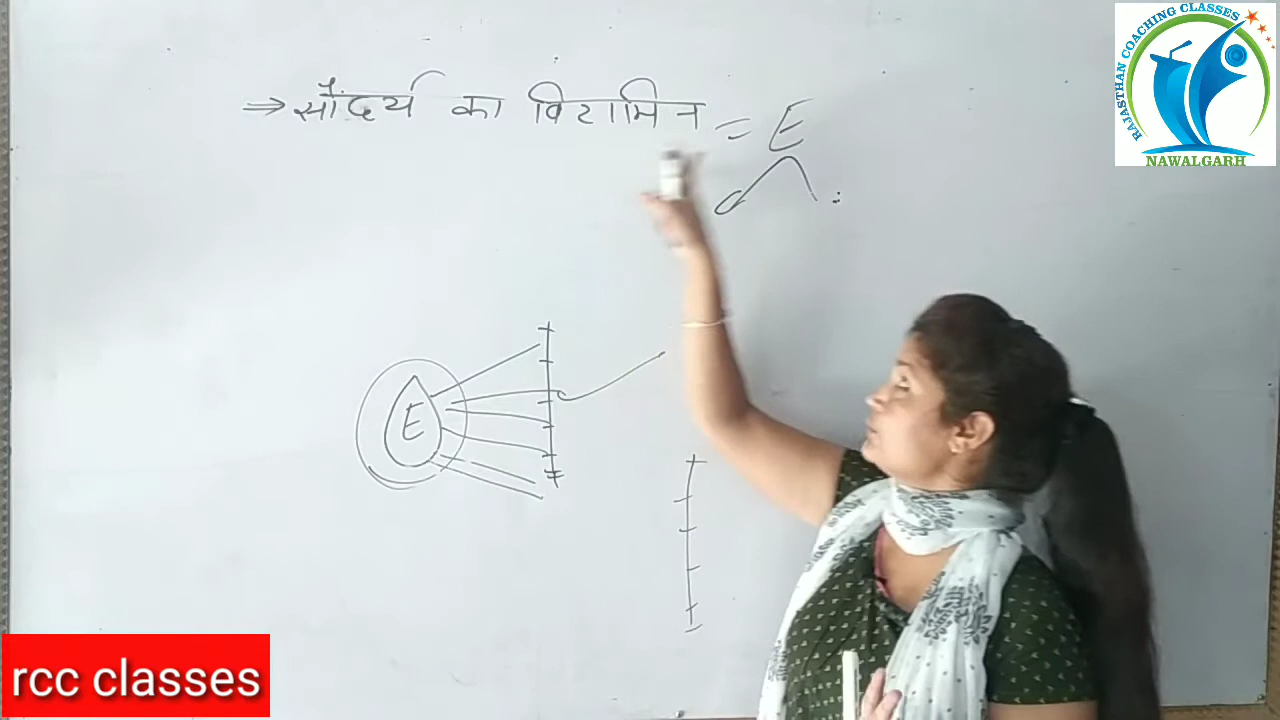 ⇒ सौंदर्य का विटामिन = E
E
RAJASTHAN COACHING CLASSES
NAWALGARH
rcc classes